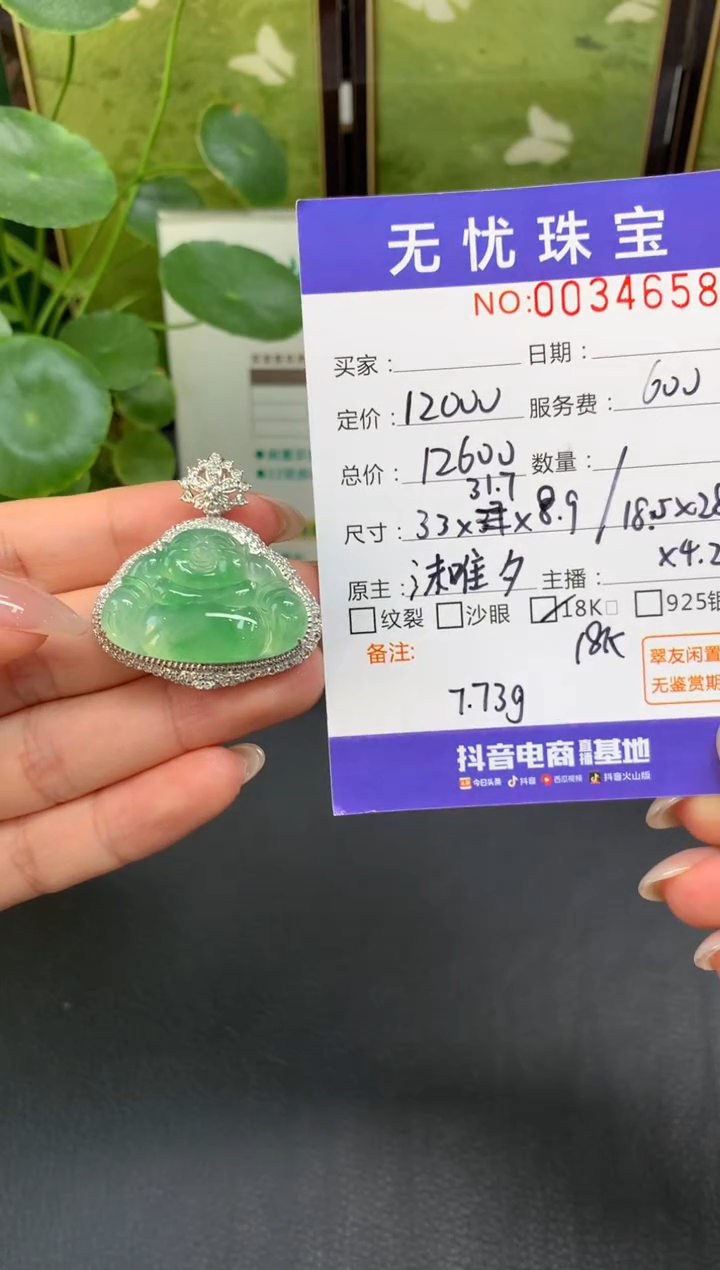 无忧珠宝
NO:0034658
买家: 日期:
定价: 12000 服务费: 600
总价: 12600 数量: /
31.7
尺寸: 33x x8.9 / 18.5x28
x4.2
原主: 唯夕 主播:
纹裂 沙眼 18K 925银
备注: 18K 翠友闲置
7.73g 无鉴赏期
抖音电商直播基地
今日头条 抖音 西瓜视频 抖音火山版